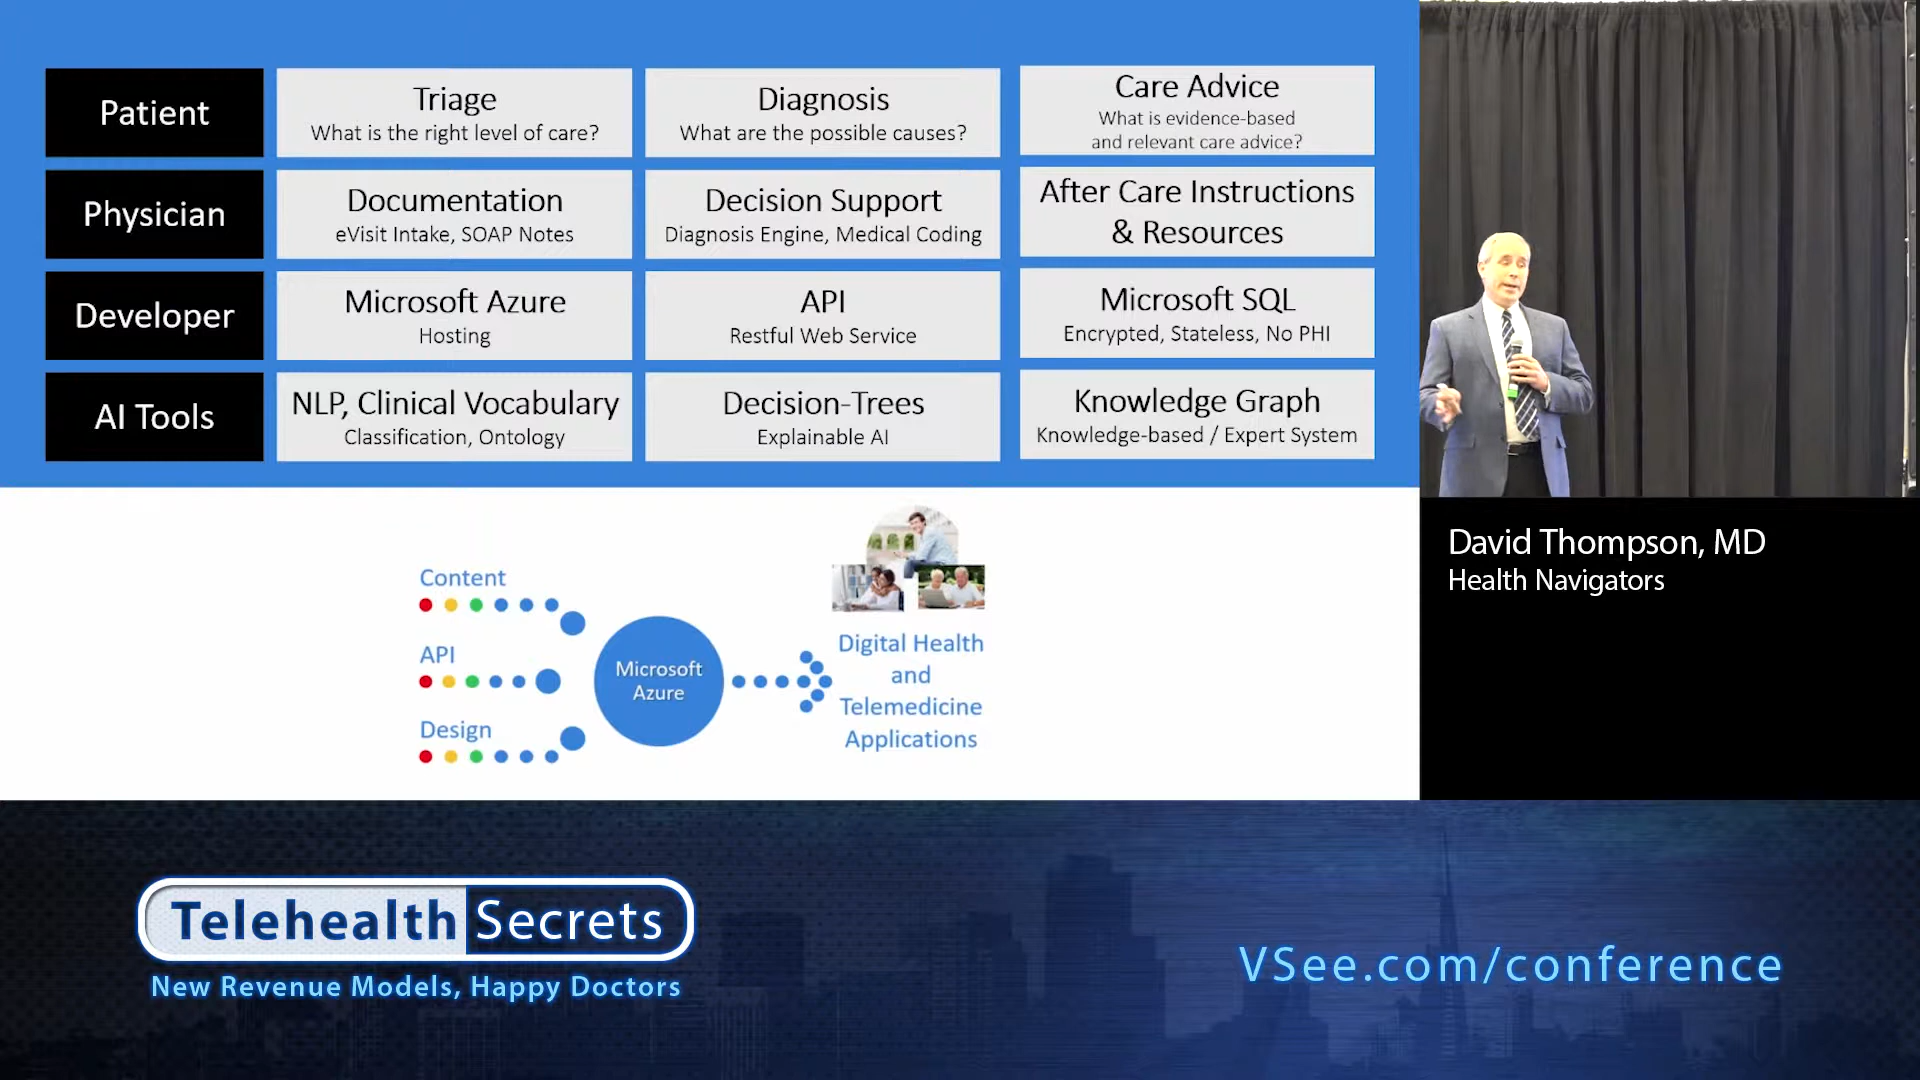 Patient
Triage
What is the right level of care?
Diagnosis
What are the possible causes?
Care Advice
What is evidence-based
and relevant care advice?
Physician
Documentation
eVisit Intake, SOAP Notes
Decision Support
Diagnosis Engine, Medical Coding
After Care Instructions
& Resources
Developer
Microsoft Azure
Hosting
API
Restful Web Service
Microsoft SQL
Encrypted, Stateless, No PHI
AI Tools
NLP, Clinical Vocabulary
Classification, Ontology
Decision-Trees
Explainable AI
Knowledge Graph
Knowledge-based / Expert System
Content
API
Design
Microsoft
Azure
Digital Health
and
Telemedicine
Applications
David Thompson, MD
Health Navigators
Telehealth Secrets
New Revenue Models, Happy Doctors
VSee.com/conference